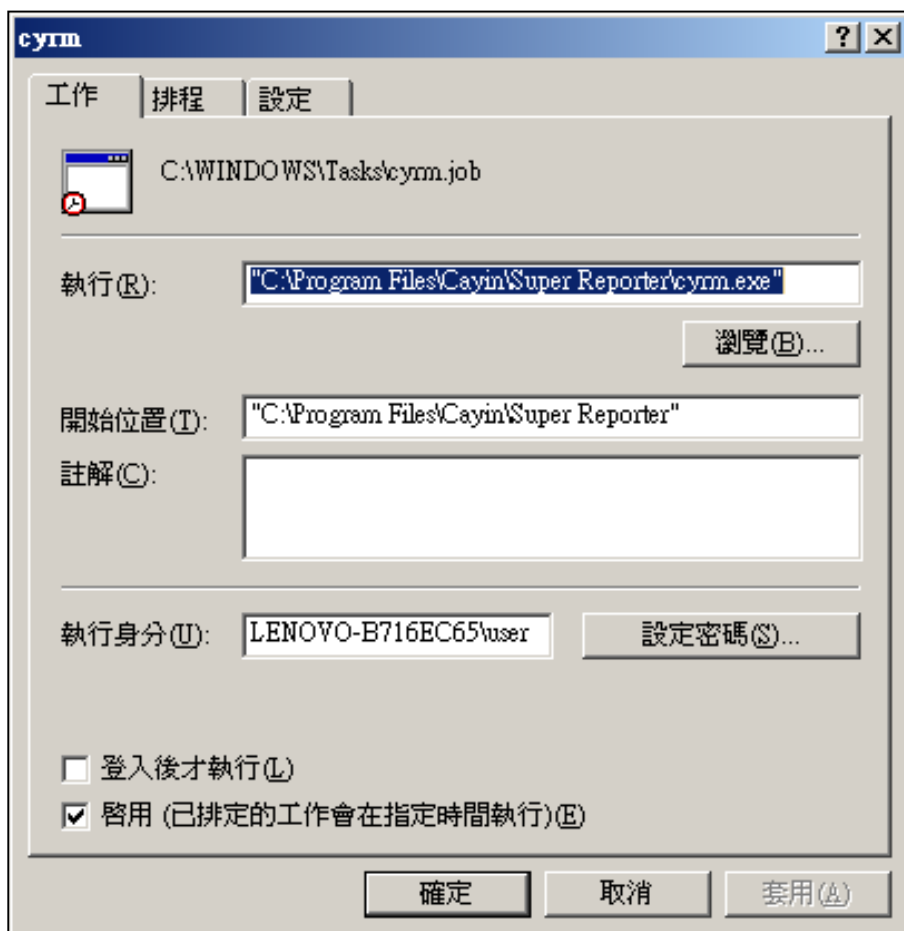 cyrm
工作 排程 設定
C:\WINDOWS\Tasks\cyrm.job
執行(R): "C:\Program Files\Cayin\Super Reporter\cyrm.exe"
瀏覽(B)...
開始位置(T): "C:\Program Files\Cayin\Super Reporter"
註解(C):
執行身分(U): LENOVO-B716EC65\user 設定密碼(S)...
登入後才執行(L)
啓用 (已排定的工作會在指定時間執行)(E)
確定 取消 套用(A)